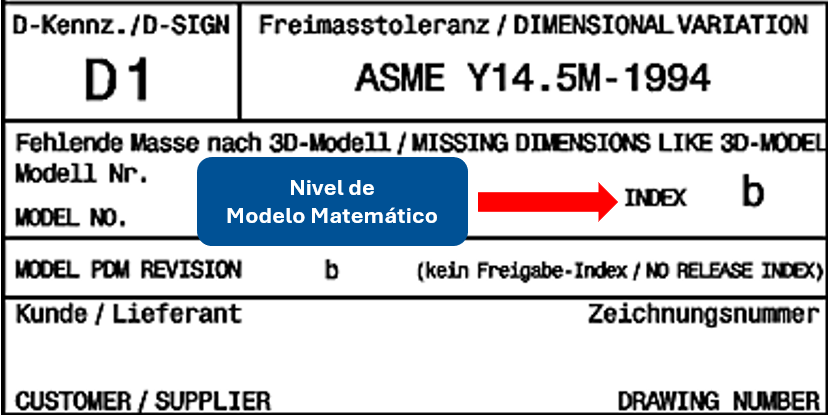 D-Kennz./D-SIGN
D1
Freimasstoleranz / DIMENSIONAL VARIATION
ASME Y14.5M-1994
Fehlende Masse nach 3D-Modell / MISSING DIMENSIONS LIKE 3D-MODEL
Modell Nr.
MODEL NO.
Nivel de
Modelo Matemático
INDEX b
MODEL PDM REVISION b (kein Freigabe-Index / NO RELEASE INDEX)
Kunde / Lieferant
CUSTOMER / SUPPLIER
Zeichnungsnummer
DRAWING NUMBER